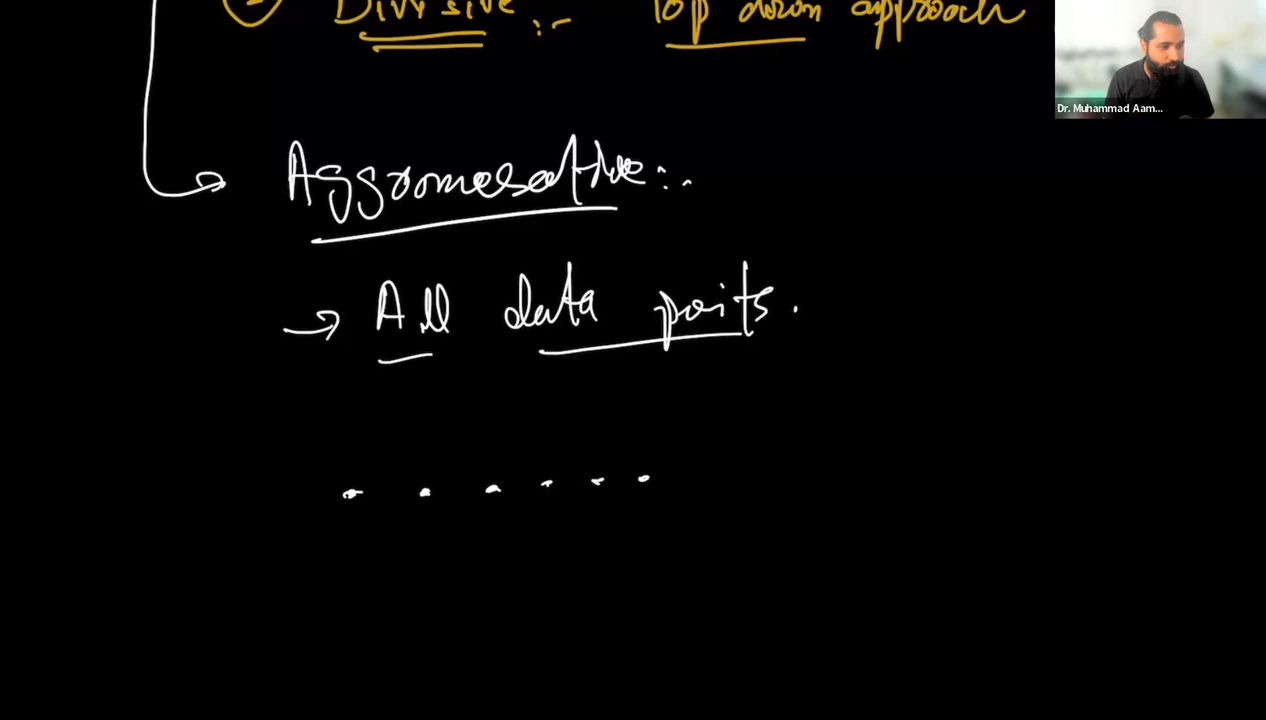 Divisive :- Top down approach
Dr. Muhammad Aam...
Aggromerative :-
→ All data points.